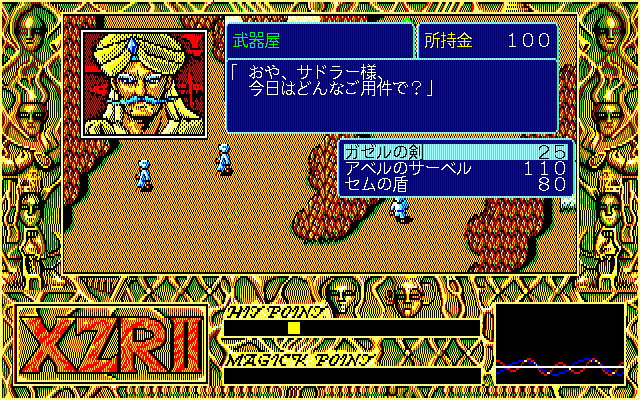 武器屋
所持金 100
「 おや、サドラー様、
今日はどんなご用件で？」
ガゼルの剣 25
アベルのサーベル 110
セムの盾 80
HIT POINT
XZRII
MAGICK POINT